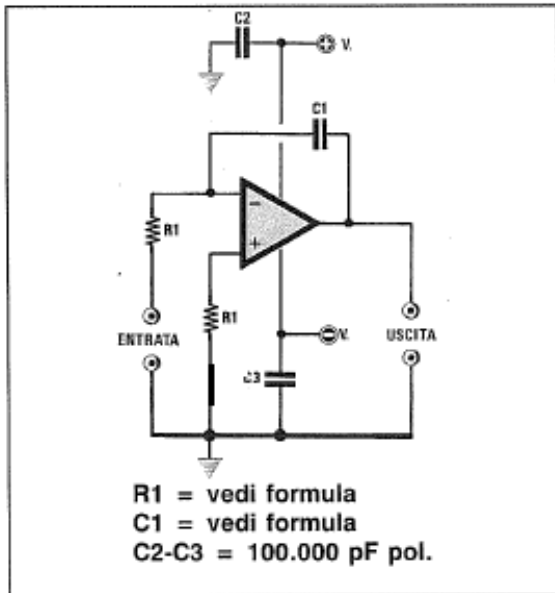 C2
V.
C1
−
R1
+
R1
V.
ENTRATA
USCITA
C3
R1 = vedi formula
C1 = vedi formula
C2-C3 = 100.000 pF pol.